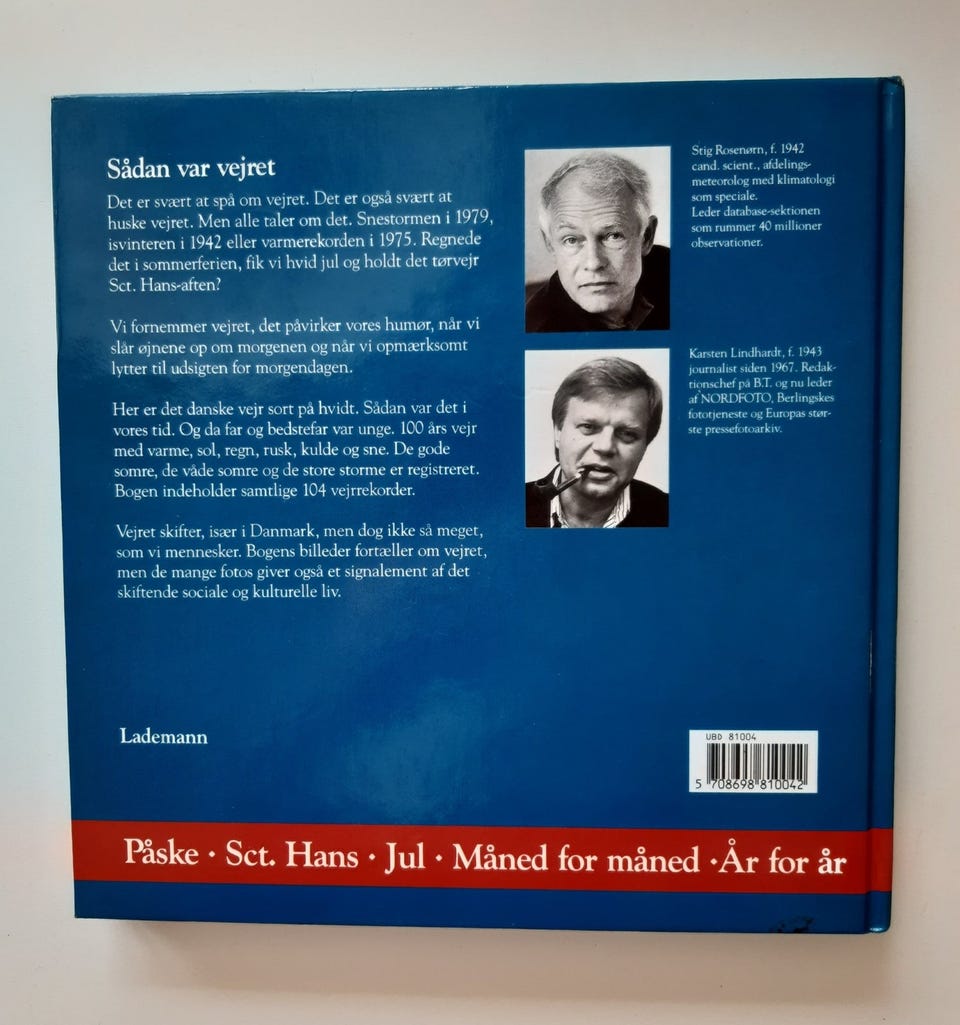 Sådan var vejret
Det er svært at spå om vejret. Det er også svært at
huske vejret. Men alle taler om det. Snestormen i 1979,
isvinteren i 1942 eller varmerekorden i 1975. Regnede
det i sommerferien, fik vi hvid jul og holdt det tørvejr
Sct. Hans-aften?
Vi fornemmer vejret, det påvirker vores humør, når vi
slår øjnene op om morgenen og når vi opmærksomt
lytter til udsigten for morgendagen.
Her er det danske vejr sort på hvidt. Sådan var det i
vores tid. Og da far og bedstefar var unge. 100 års vejr
med varme, sol, regn, rusk, kulde og sne. De gode
somre, de våde somre og de store storme er registreret.
Bogen indeholder samtlige 104 vejrrekorder.
Vejret skifter, især i Danmark, men dog ikke så meget,
som vi mennesker. Bogens billeder fortæller om vejret,
men de mange fotos giver også et signalement af det
skiftende sociale og kulturelle liv.
Lademann
Stig Rosenørn, f. 1942
cand. scient., afdelings-
meteorolog med klimatologi
som speciale.
Leder database-sektionen
som rummer 40 millioner
observationer.
Karsten Lindhardt, f. 1943
journalist siden 1967. Redak-
tionschef på B.T. og nu leder
af NORDFOTO, Berlingskes
fototjeneste og Europas stør-
ste pressefotoarkiv.
UBD 81004
5 708698 810042
Påske · Sct. Hans · Jul · Måned for måned · År for år